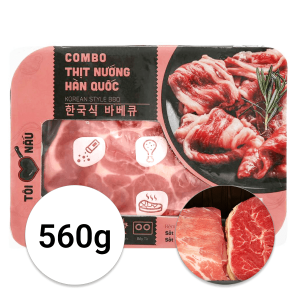 COMBO
THỊT NƯỚNG
HÀN QUỐC
KOREAN STYLE BBQ
한국식 바베큐
TÔI NẤU
560g